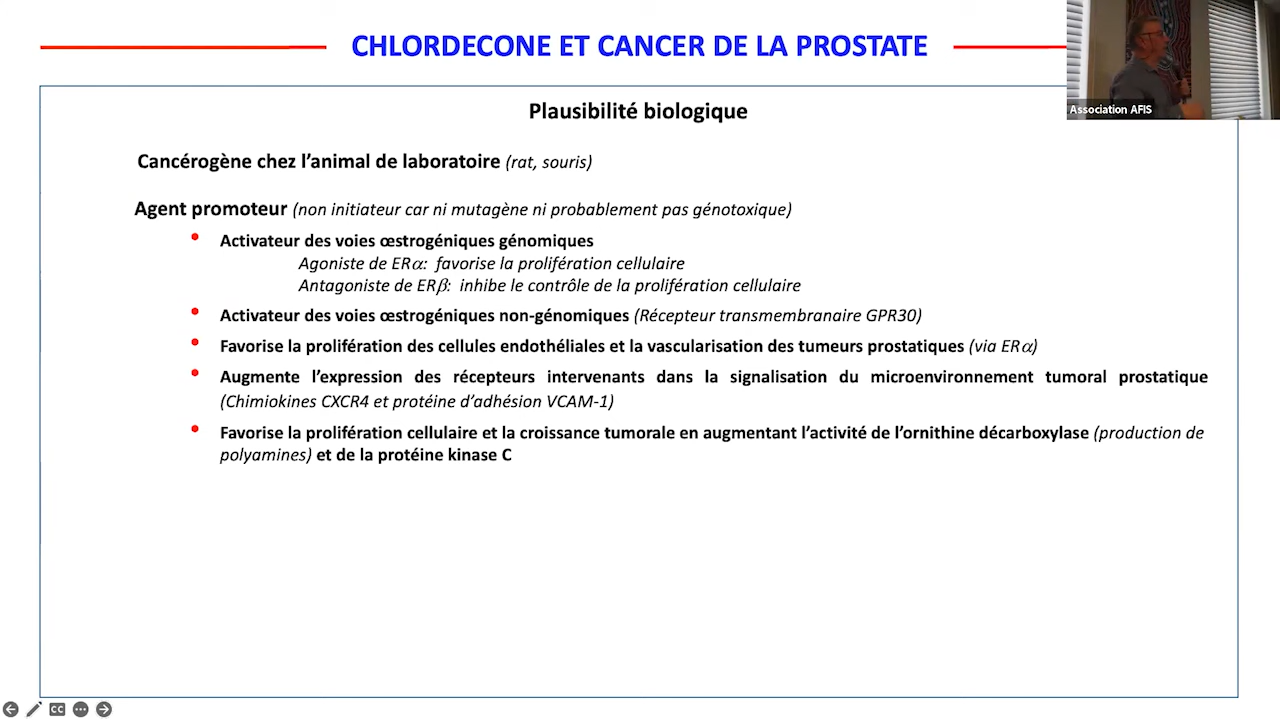 CHLORDECONE ET CANCER DE LA PROSTATE
Association AFIS
Plausibilité biologique
Cancérogène chez l’animal de laboratoire (rat, souris)
Agent promoteur (non initiateur car ni mutagène ni probablement pas génotoxique)
• Activateur des voies œstrogéniques génomiques
Agoniste de ERα: favorise la prolifération cellulaire
Antagoniste de ERβ: inhibe le contrôle de la prolifération cellulaire
• Activateur des voies œstrogéniques non-génomiques (Récepteur transmembranaire GPR30)
• Favorise la prolifération des cellules endothéliales et la vascularisation des tumeurs prostatiques (via ERα)
• Augmente l’expression des récepteurs intervenants dans la signalisation du microenvironnement tumoral prostatique
(Chimiokines CXCR4 et protéine d’adhésion VCAM-1)
• Favorise la prolifération cellulaire et la croissance tumorale en augmentant l’activité de l’ornithine décarboxylase (production de
polyamines) et de la protéine kinase C
CC